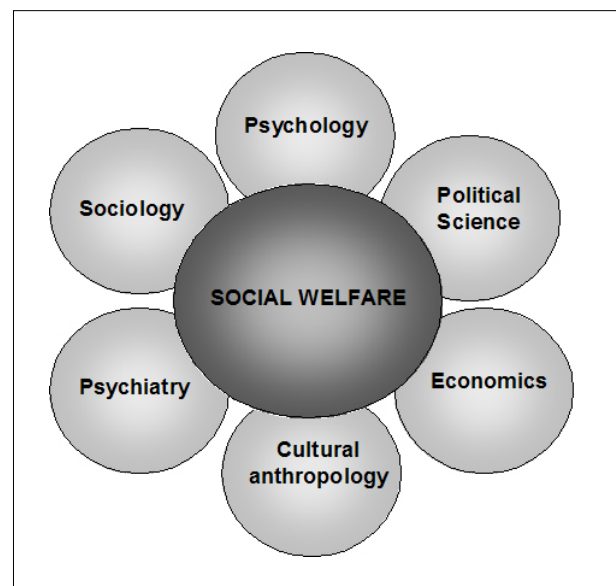 Psychology
Sociology
Political
Science
SOCIAL WELFARE
Psychiatry
Economics
Cultural
anthropology